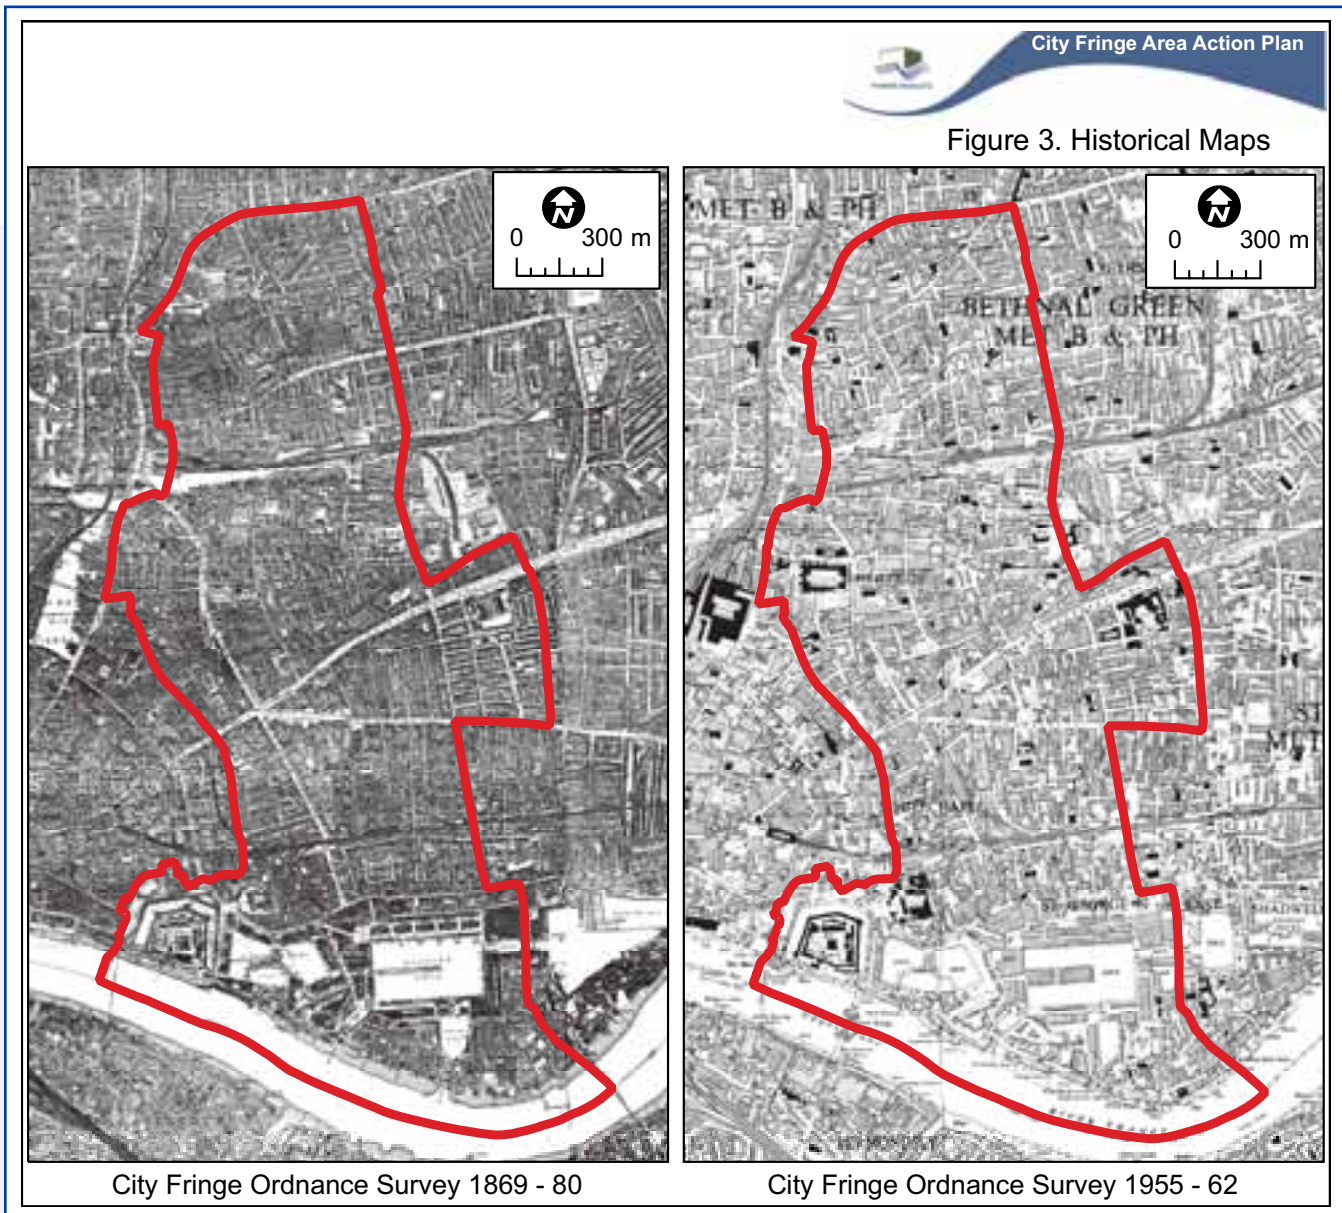 City Fringe Area Action Plan
Figure 3. Historical Maps
N
0 300 m
N
0 300 m
MET B & PH
BETHNAL GREEN
MET B & PH
City Fringe Ordnance Survey 1869 - 80
City Fringe Ordnance Survey 1955 - 62